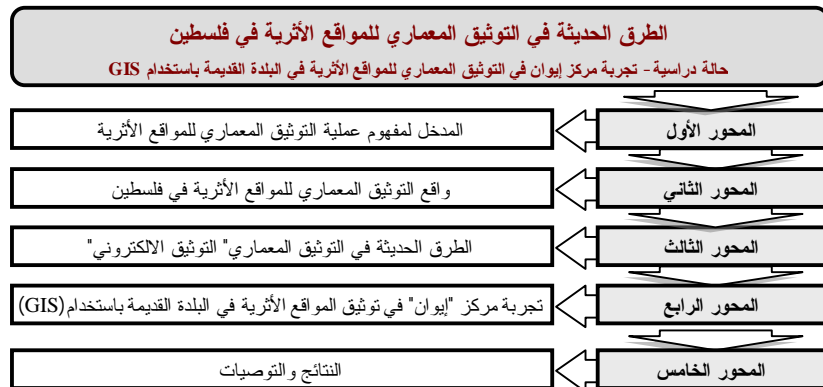 الطرق الحديثة في التوثيق المعماري للمواقع الأثرية في فلسطين
حالة دراسية - تجربة مركز إيوان في التوثيق المعماري للمواقع الأثرية في البلدة القديمة باستخدام GIS
المحور الأول
المدخل لمفهوم عملية التوثيق المعماري للمواقع الأثرية
المحور الثاني
واقع التوثيق المعماري للمواقع الأثرية في فلسطين
المحور الثالث
الطرق الحديثة في التوثيق المعماري" التوثيق الالكتروني"
المحور الرابع
تجربة مركز "إيوان" في توثيق المواقع الأثرية في البلدة القديمة باستخدام(GIS)
المحور الخامس
النتائج والتوصيات